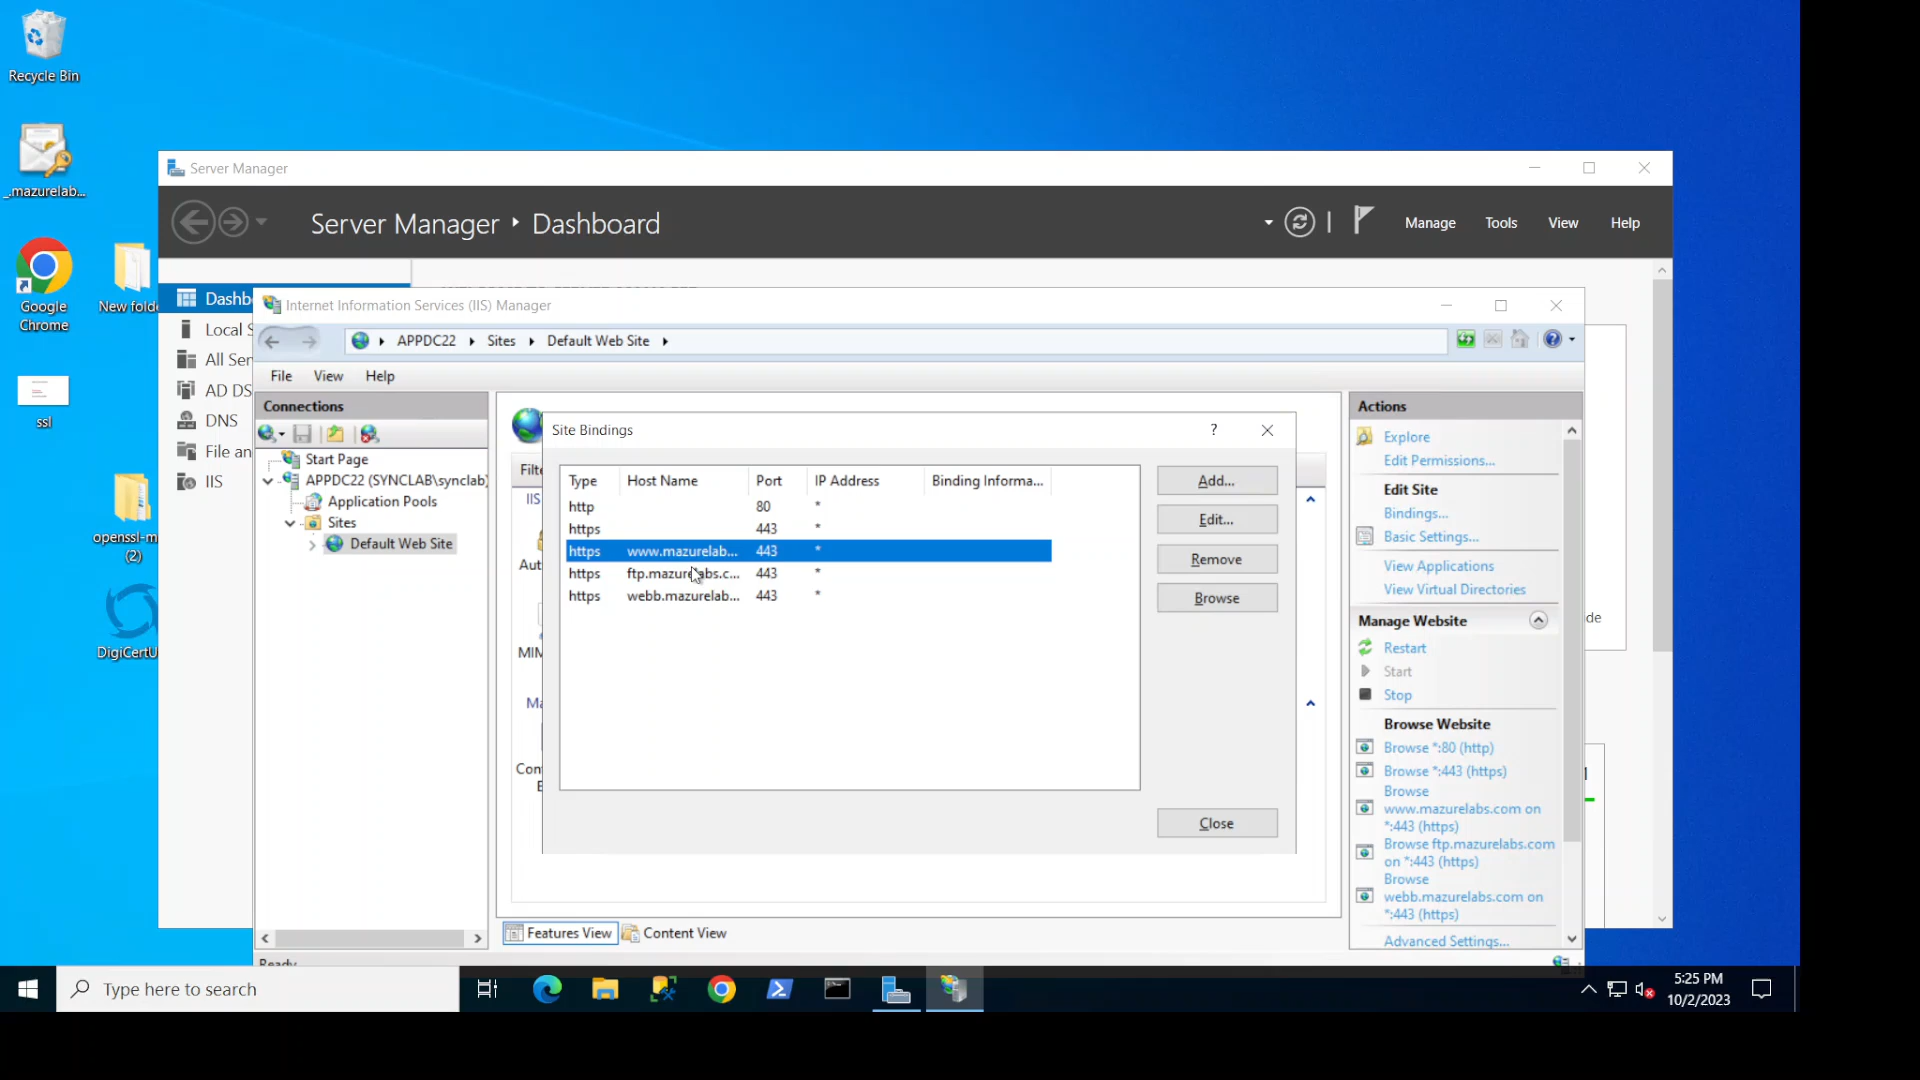 Recycle Bin
_.mazurelab...
Google
Chrome
New folde
ssl
openssl-m
(2)
DigiCertU
Server Manager
Server Manager
Dashboard
Manage
Tools
View
Help
Dashb
Local S
All Ser
AD DS
DNS
File an
IIS
de
Internet Information Services (IIS) Manager
APPDC22
Sites
Default Web Site
File
View
Help
Connections
Start Page
APPDC22 (SYNCLAB\synclab)
Application Pools
Sites
Default Web Site
Filte
IIS
Aut
MIM
Ma
Con
E
Site Bindings
?
Type Host Name Port IP Address Binding Informa...
http 80 *
https 443 *
https www.mazurelab... 443 *
https ftp.mazurelabs.c... 443 *
https webb.mazurelab... 443 *
Add...
Edit...
Remove
Browse
Close
Features View
Content View
Ready
Actions
Explore
Edit Permissions...
Edit Site
Bindings...
Basic Settings...
View Applications
View Virtual Directories
Manage Website
Restart
Start
Stop
Browse Website
Browse *:80 (http)
Browse *:443 (https)
Browse
www.mazurelabs.com on
*:443 (https)
Browse ftp.mazurelabs.com
on *:443 (https)
Browse
webb.mazurelabs.com on
*:443 (https)
Advanced Settings...
Type here to search
5:25 PM
10/2/2023